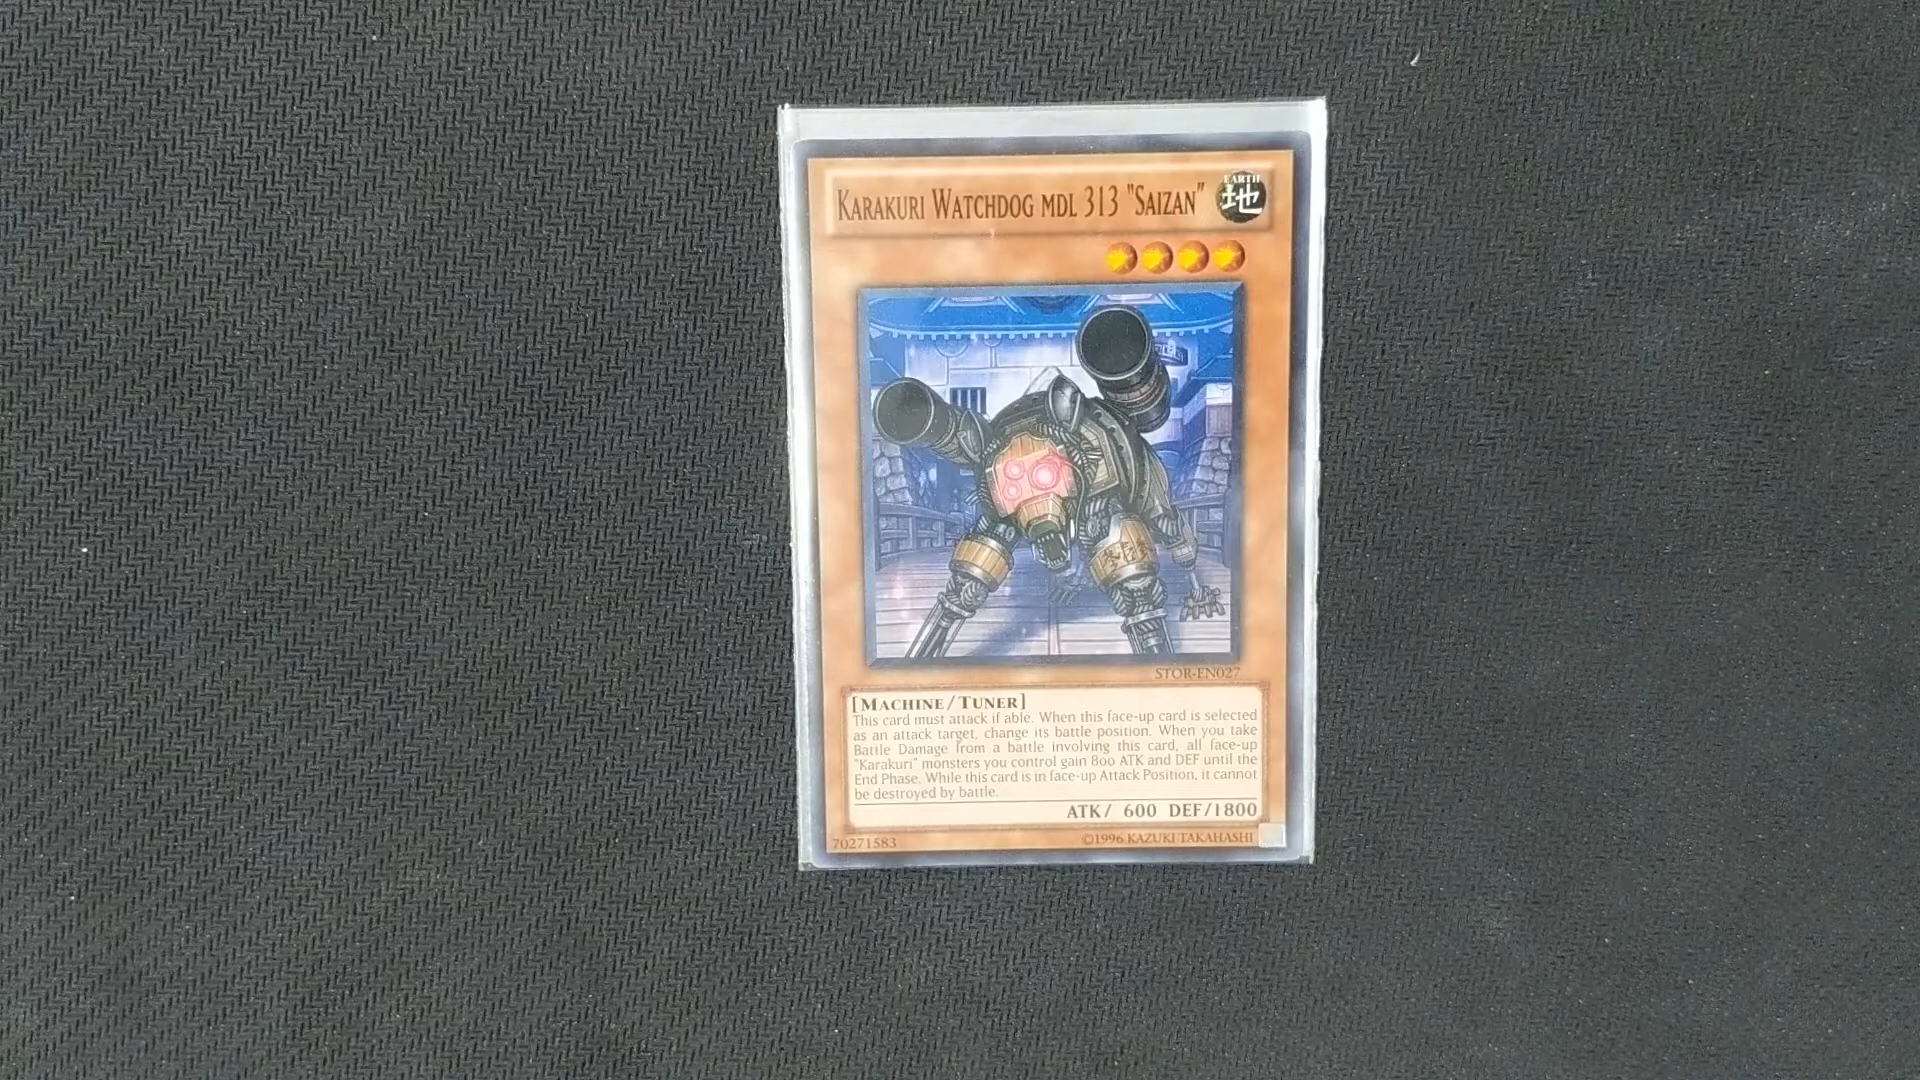 KARAKURI WATCHDOG MDL 313 "SAIZAN"
EARTH
地
STOR-EN027
[MACHINE/TUNER]
This card must attack if able. When this face-up card is selected
as an attack target, change its battle position. When you take
Battle Damage from a battle involving this card, all face-up
"Karakuri" monsters you control gain 800 ATK and DEF until the
End Phase. While this card is in face-up Attack Position, it cannot
be destroyed by battle.
ATK/ 600 DEF/1800
70271583
©1996 KAZUKI TAKAHASHI